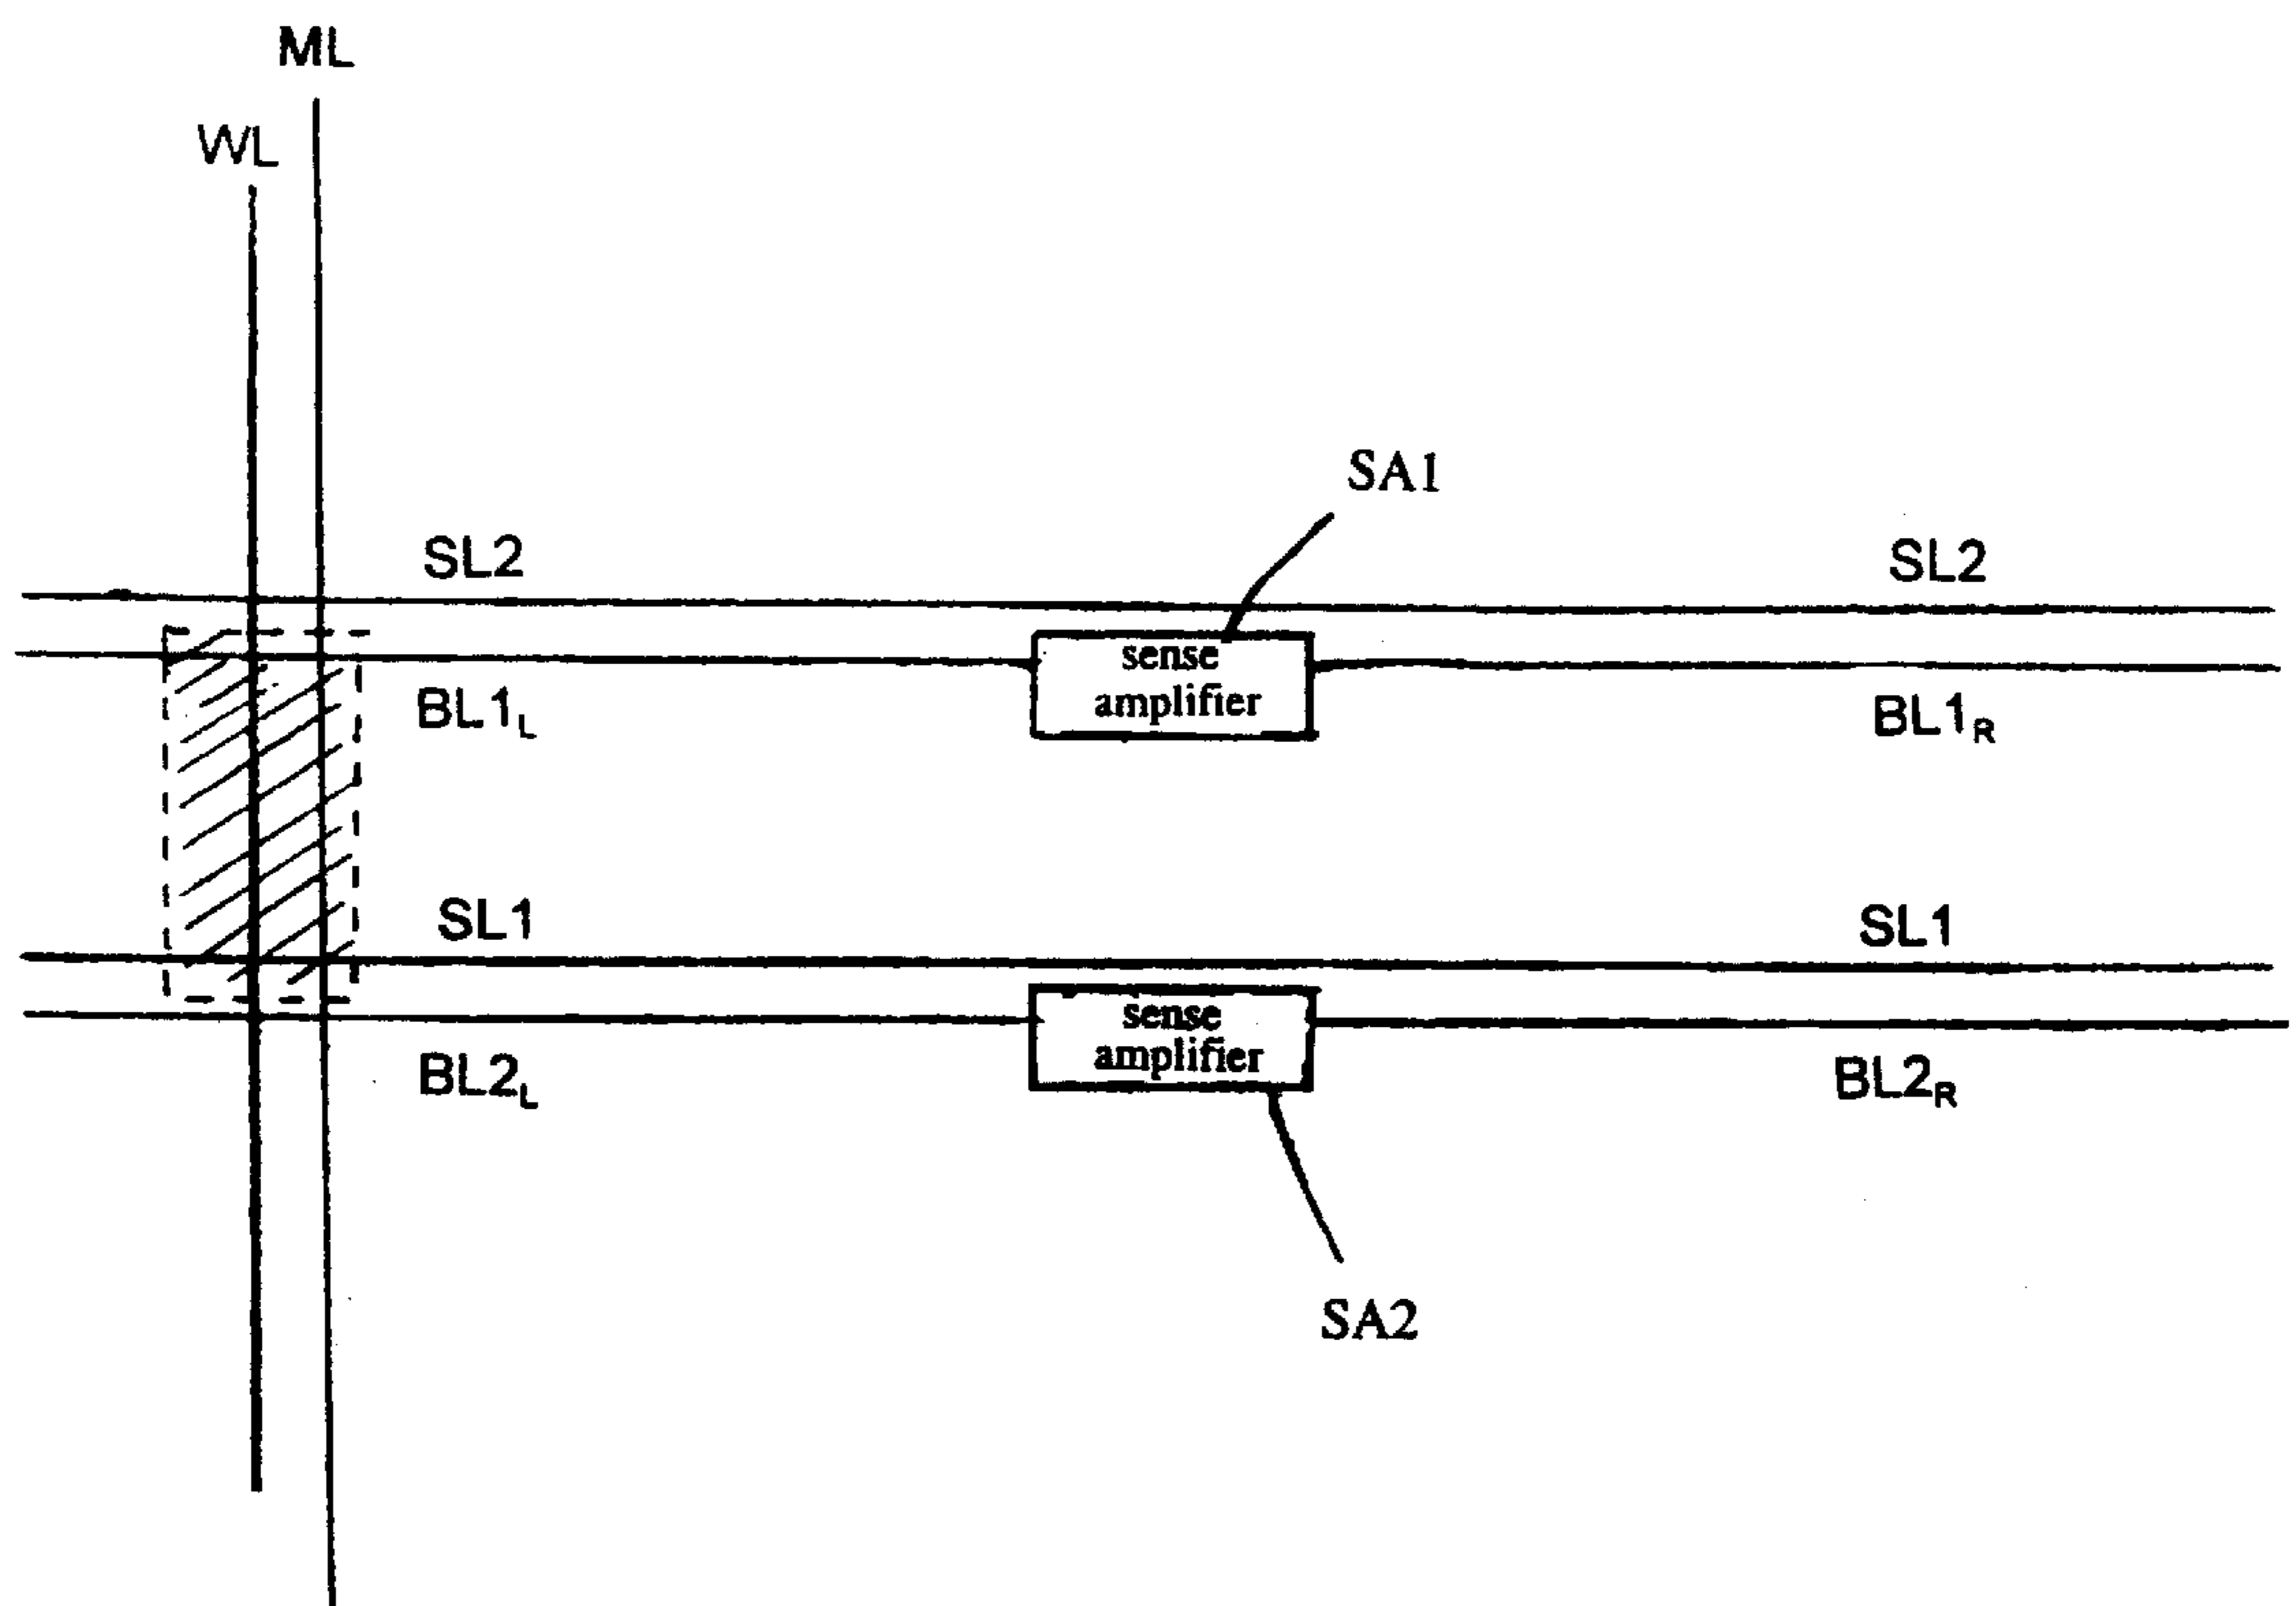 ML
WL
SA1
SL2
SL2
sense
amplifier
BL1L
BL1R
SL1
SL1
sense
amplifier
BL2L
BL2R
SA2